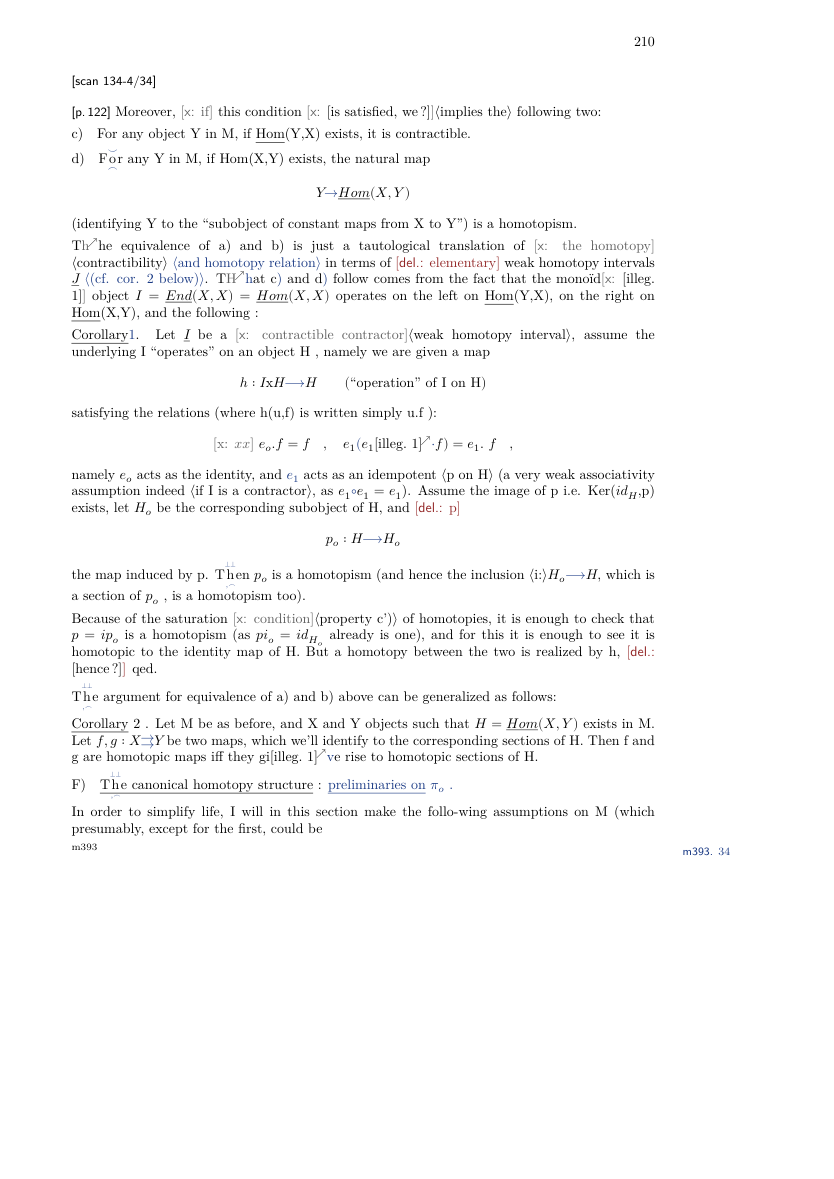 210
[scan 134-4/34]
[p. 122] Moreover, [x: if] this condition [x: [is satisfied, we ?]]⟨implies the⟩ following two:
c) For any object Y in M, if Hom(Y,X) exists, it is contractible.
d) For any Y in M, if Hom(X,Y) exists, the natural map
Y→Hom(X, Y)
(identifying Y to the “subobject of constant maps from X to Y”) is a homotopism.
Th↗he equivalence of a) and b) is just a tautological translation of [x: the homotopy]
⟨contractibility⟩ ⟨and homotopy relation⟩ in terms of [del.: elementary] weak homotopy intervals
J ⟨(cf. cor. 2 below)⟩. TH↗hat c) and d) follow comes from the fact that the monoïd[x: [illeg.
1]] object I = End(X, X) = Hom(X, X) operates on the left on Hom(Y,X), on the right on
Hom(X,Y), and the following :
Corollary1. Let I be a [x: contractible contractor]⟨weak homotopy interval⟩, assume the
underlying I “operates” on an object H , namely we are given a map
h : IxH⟶H (“operation” of I on H)
satisfying the relations (where h(u,f) is written simply u.f ):
[x: xx] eₒ.f = f , e₁(e₁[illeg. 1]↗·f) = e₁. f ,
namely eₒ acts as the identity, and e₁ acts as an idempotent ⟨p on H⟩ (a very weak associativity
assumption indeed ⟨if I is a contractor⟩, as e₁∘e₁ = e₁). Assume the image of p i.e. Ker(id_H,p)
exists, let Hₒ be the corresponding subobject of H, and [del.: p]
pₒ : H⟶Hₒ
the map induced by p. Then pₒ is a homotopism (and hence the inclusion ⟨i:⟩Hₒ⟶H, which is
a section of pₒ , is a homotopism too).
Because of the saturation [x: condition]⟨property c’)⟩ of homotopies, it is enough to check that
p = ipₒ is a homotopism (as piₒ = id_Hₒ already is one), and for this it is enough to see it is
homotopic to the identity map of H. But a homotopy between the two is realized by h, [del.:
[hence ?]] qed.
The argument for equivalence of a) and b) above can be generalized as follows:
Corollary 2 . Let M be as before, and X and Y objects such that H = Hom(X, Y) exists in M.
Let f, g : X⇉Y be two maps, which we’ll identify to the corresponding sections of H. Then f and
g are homotopic maps iff they gi[illeg. 1]↗ve rise to homotopic sections of H.
F) The canonical homotopy structure : preliminaries on πₒ .
In order to simplify life, I will in this section make the follo-wing assumptions on M (which
presumably, except for the first, could be
m393
m393. 34